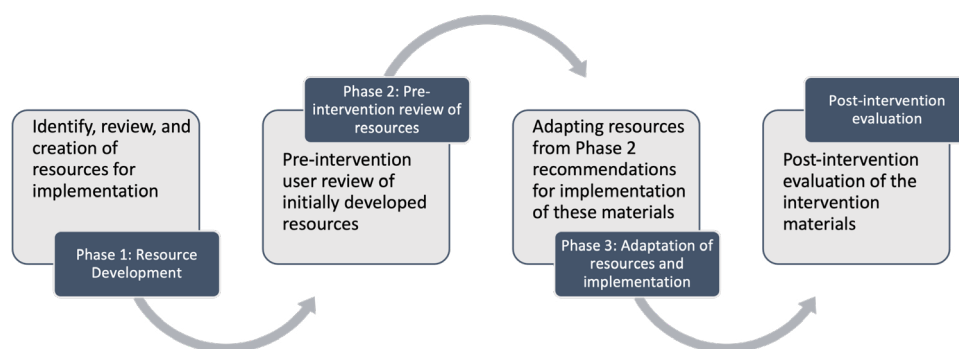 Identify, review, and
creation of
resources for
implementation
Phase 1: Resource
Development
Phase 2: Pre-
intervention review of
resources
Pre-intervention
user review of
initially developed
resources
Adapting resources
from Phase 2
recommendations
for implementation
of these materials
Phase 3: Adaptation of
resources and
implementation
Post-intervention
evaluation
Post-intervention
evaluation of the
intervention
materials